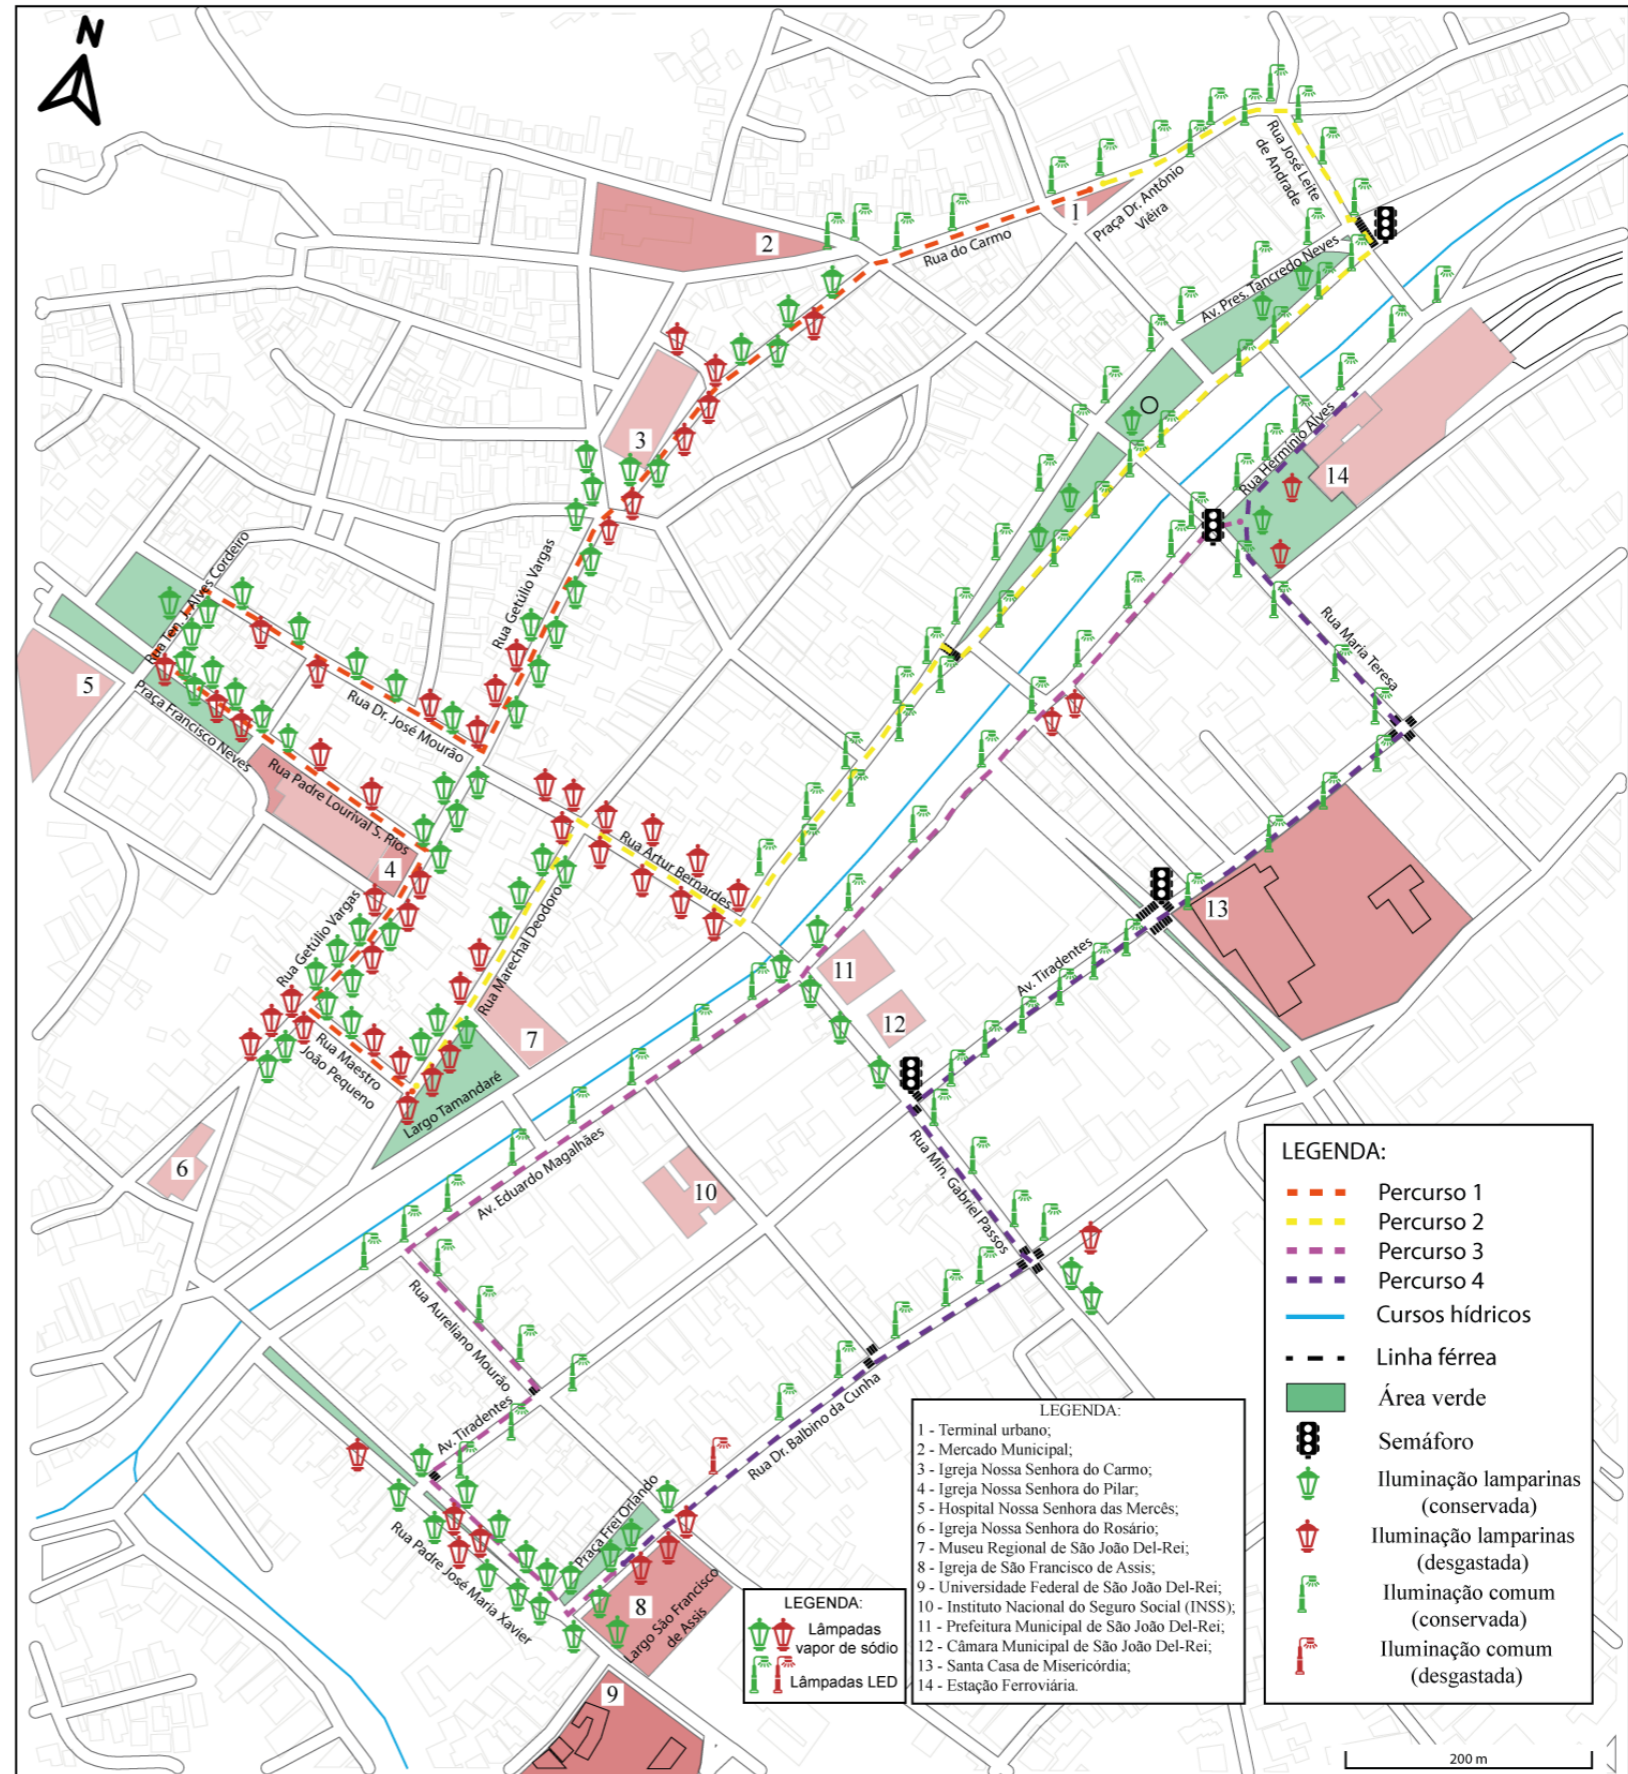 N
Rua José Leite
de Andrade
Praça Dr. Antônio
Viéira
1
2
Rua do Carmo
Av. Pres. Tancredo Neves
3
Rua Hermínio Alves
14
Rua Getúlio Vargas
Rua Ten. J. Alves Cordeiro
Rua Maria Teresa
5
Praça Francisco Neves
Rua Dr. José Mourão
Rua Padre Lourival S. Rios
4
Rua Artur Bernardes
13
Rua Getúlio Vargas
Rua Marechal Deodoro
11
Av. Tiradentes
12
7
Rua Maestro
João Pequeno
Largo Tamandaré
6
Av. Eduardo Magalhães
10
Rua Min. Gabriel Passos
Rua Aureliano Mourão
Av. Tiradentes
Rua Dr. Balbino da Cunha
Praça Frei Orlando
Rua Padre José Maria Xavier
8
Largo São Francisco
de Assis
9
LEGENDA:
Percurso 1
Percurso 2
Percurso 3
Percurso 4
Cursos hídricos
Linha férrea
Área verde
Semáforo
Iluminação lamparinas
(conservada)
Iluminação lamparinas
(desgastada)
Iluminação comum
(conservada)
Iluminação comum
(desgastada)
LEGENDA:
1 - Terminal urbano;
2 - Mercado Municipal;
3 - Igreja Nossa Senhora do Carmo;
4 - Igreja Nossa Senhora do Pilar;
5 - Hospital Nossa Senhora das Mercês;
6 - Igreja Nossa Senhora do Rosário;
7 - Museu Regional de São João Del-Rei;
8 - Igreja de São Francisco de Assis;
9 - Universidade Federal de São João Del-Rei;
10 - Instituto Nacional do Seguro Social (INSS);
11 - Prefeitura Municipal de São João Del-Rei;
12 - Câmara Municipal de São João Del-Rei;
13 - Santa Casa de Misericórdia;
14 - Estação Ferroviária.
LEGENDA:
Lâmpadas
vapor de sódio
Lâmpadas LED
200 m